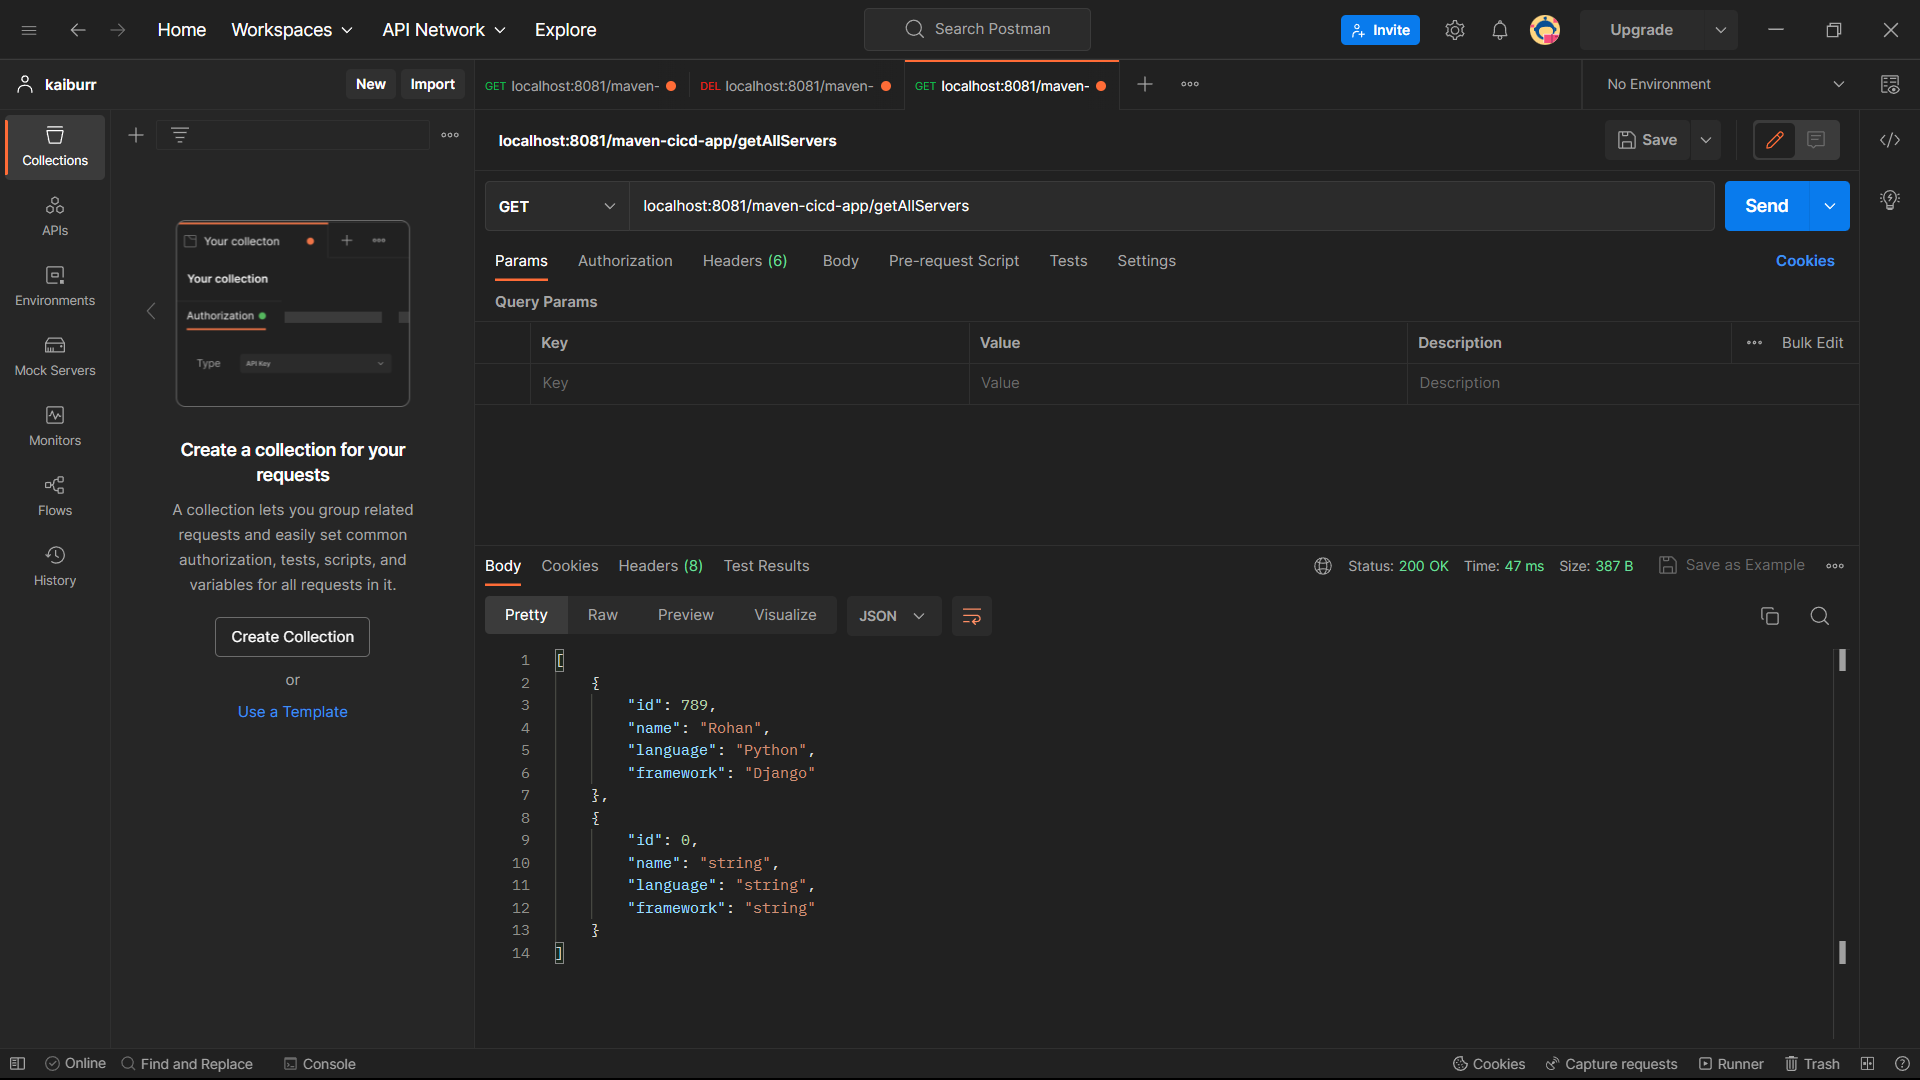 Home Workspaces API Network Explore Search Postman Invite Upgrade
kaiburr New Import GET localhost:8081/maven- DEL localhost:8081/maven- GET localhost:8081/maven- No Environment
Collections
APIs
Environments
Mock Servers
Monitors
Flows
History
Your collecton
Your collection
Authorization
Type API Key
Create a collection for your
requests
A collection lets you group related
requests and easily set common
authorization, tests, scripts, and
variables for all requests in it.
Create Collection
or
Use a Template
localhost:8081/maven-cicd-app/getAllServers Save
GET localhost:8081/maven-cicd-app/getAllServers Send
Params Authorization Headers (6) Body Pre-request Script Tests Settings Cookies
Query Params
Key Value Description Bulk Edit
Key Value Description
Body Cookies Headers (8) Test Results Status: 200 OK Time: 47 ms Size: 387 B Save as Example
Pretty Raw Preview Visualize JSON
1 [
2 {
3 "id": 789,
4 "name": "Rohan",
5 "language": "Python",
6 "framework": "Django"
7 },
8 {
9 "id": 0,
10 "name": "string",
11 "language": "string",
12 "framework": "string"
13 }
14 ]
Online Find and Replace Console Cookies Capture requests Runner Trash